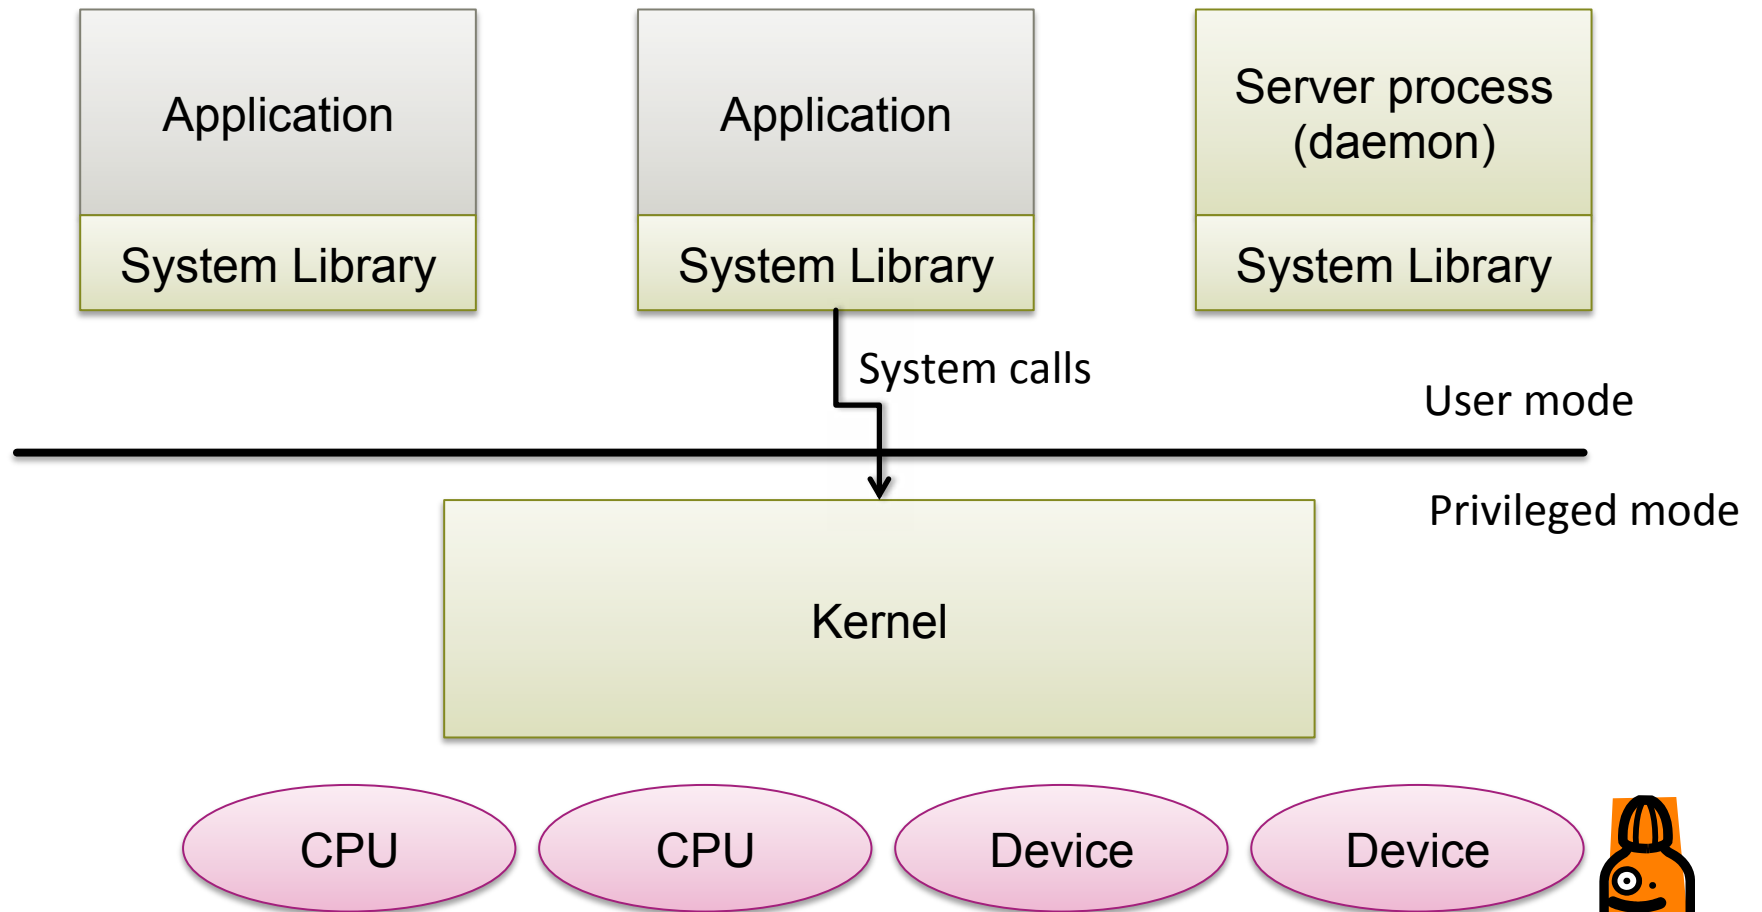 Application
Application
Server process
(daemon)
System Library
System Library
System Library
System calls
User mode
Privileged mode
Kernel
CPU
CPU
Device
Device